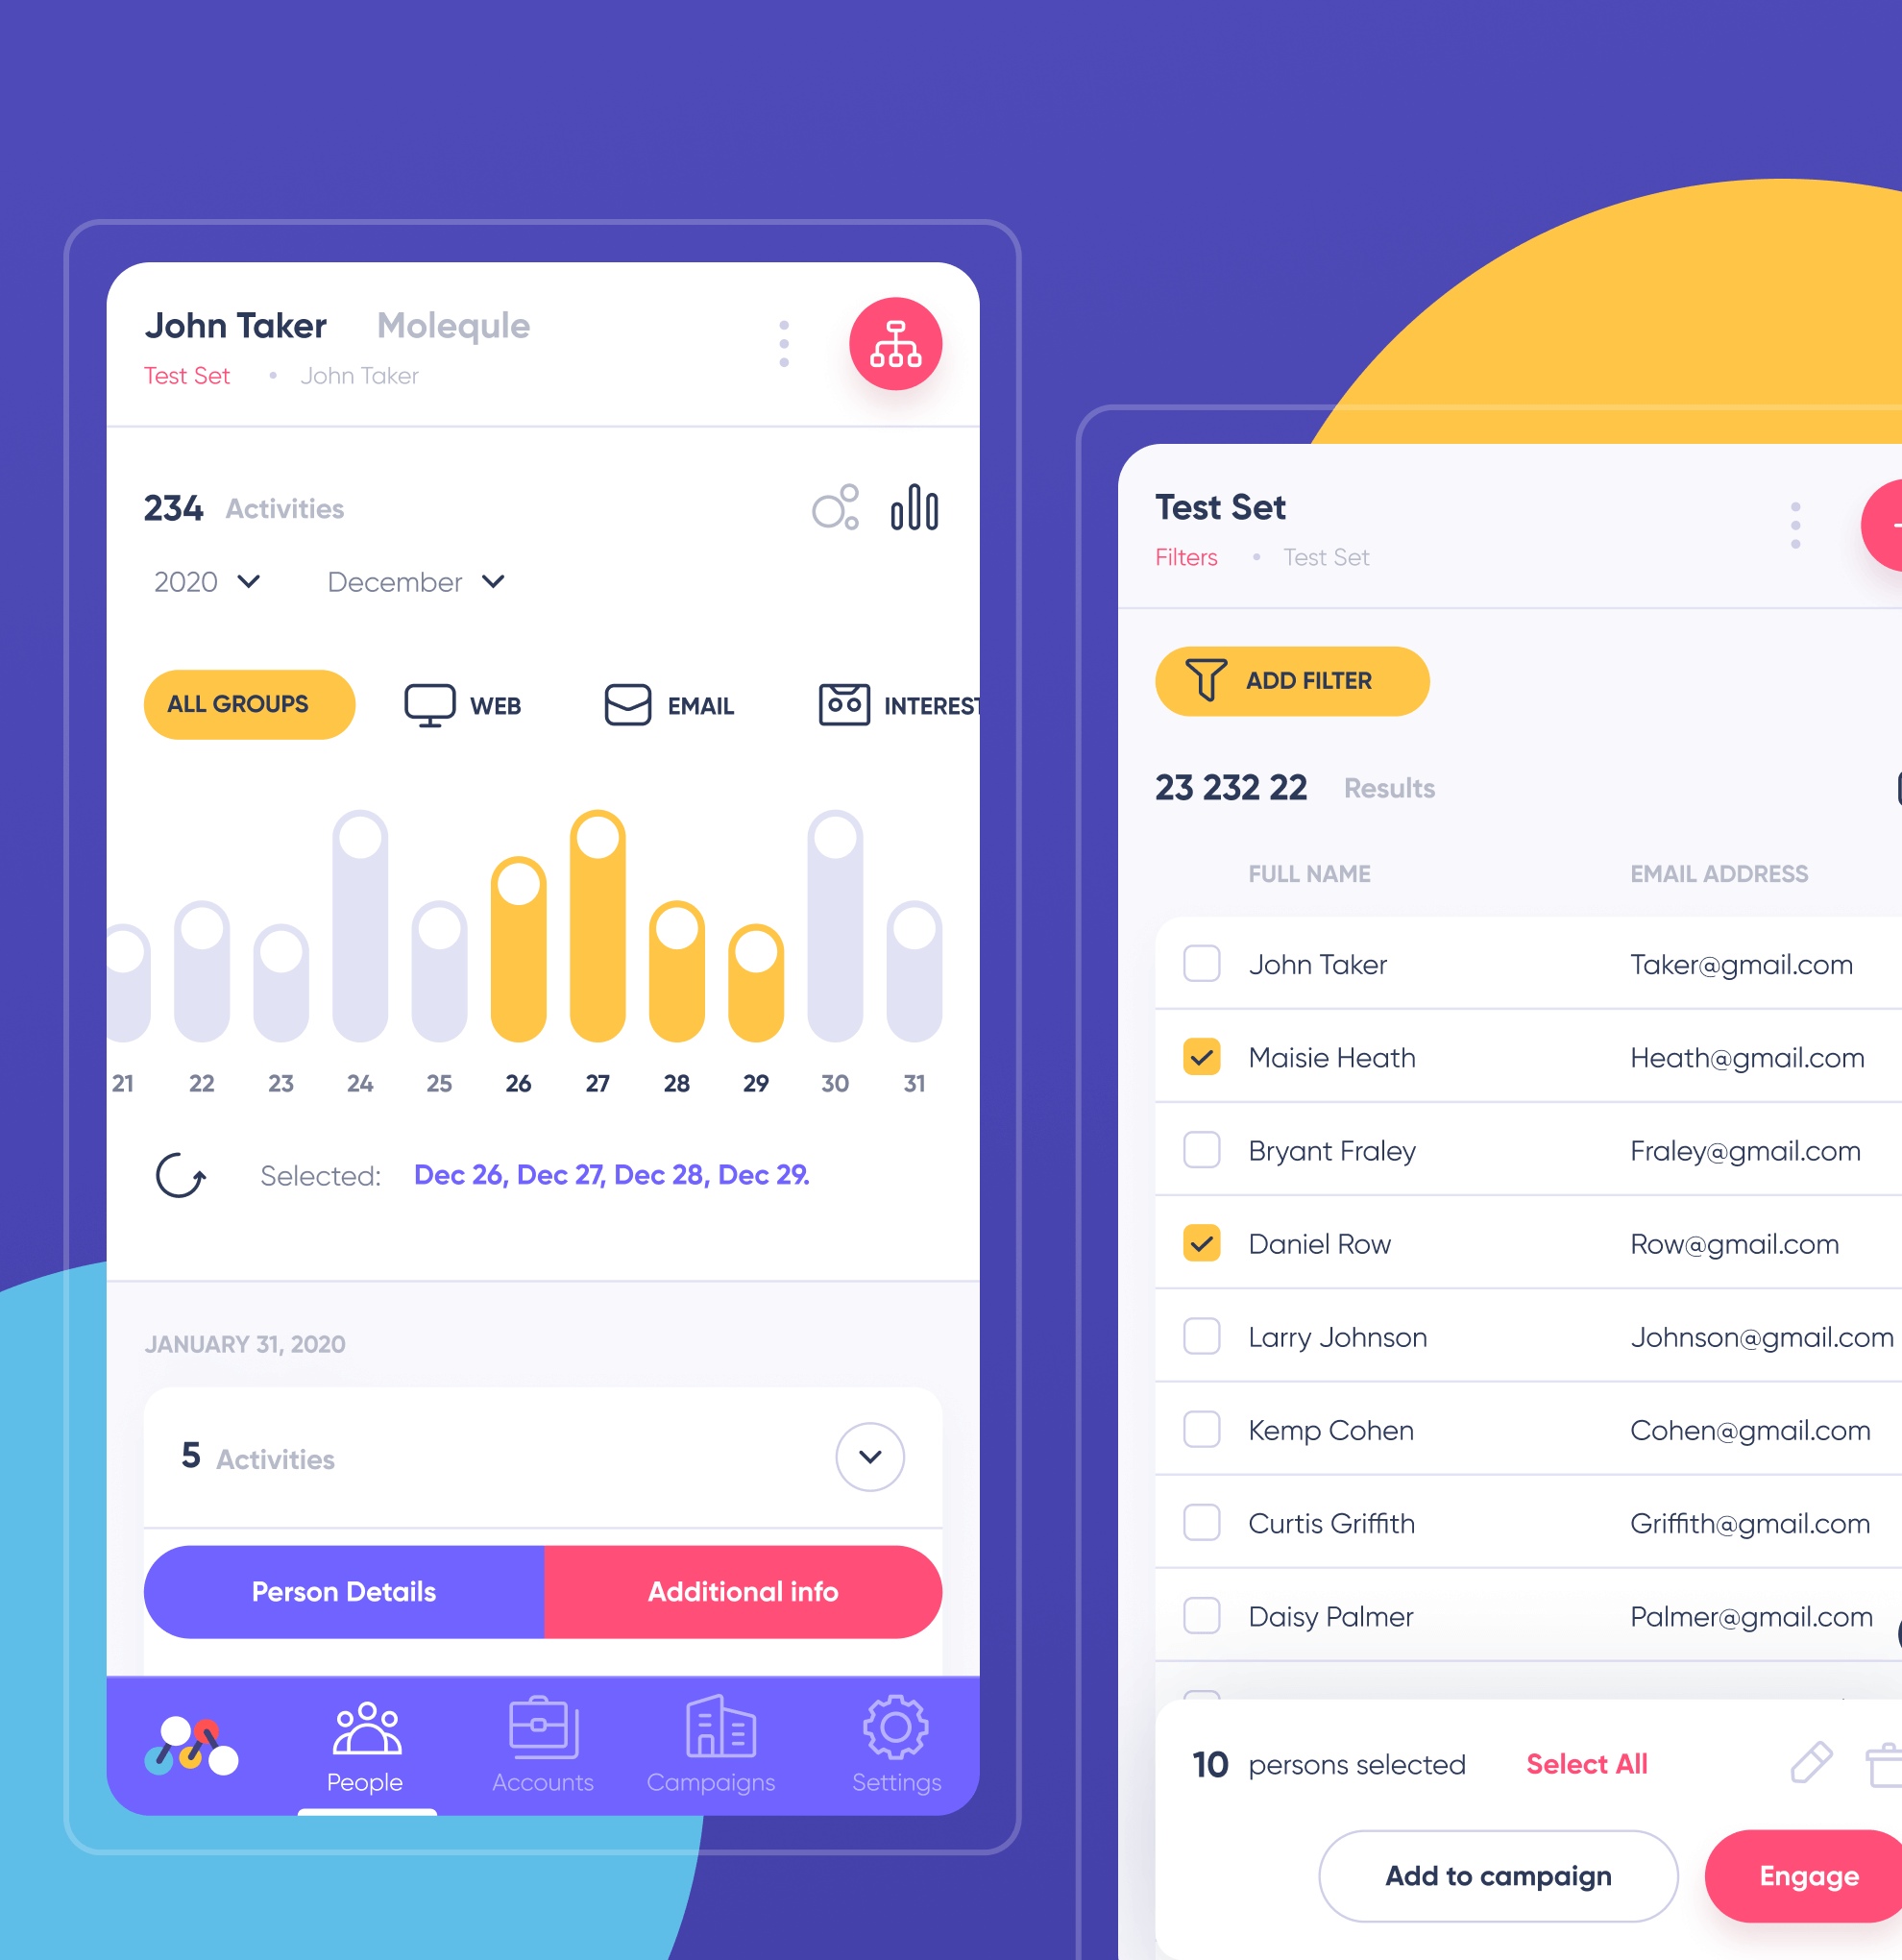 John Taker Molequle
Test Set • John Taker
234 Activities
2020 December
ALL GROUPS WEB EMAIL INTEREST
21 22 23 24 25 26 27 28 29 30 31
Selected: Dec 26, Dec 27, Dec 28, Dec 29.
JANUARY 31, 2020
5 Activities
Person Details Additional info
People Accounts Campaigns Settings
Test Set
Filters • Test Set
ADD FILTER
23 232 22 Results
FULL NAME EMAIL ADDRESS
John Taker Taker@gmail.com
Maisie Heath Heath@gmail.com
Bryant Fraley Fraley@gmail.com
Daniel Row Row@gmail.com
Larry Johnson Johnson@gmail.com
Kemp Cohen Cohen@gmail.com
Curtis Griffith Griffith@gmail.com
Daisy Palmer Palmer@gmail.com
10 persons selected Select All
Add to campaign Engage